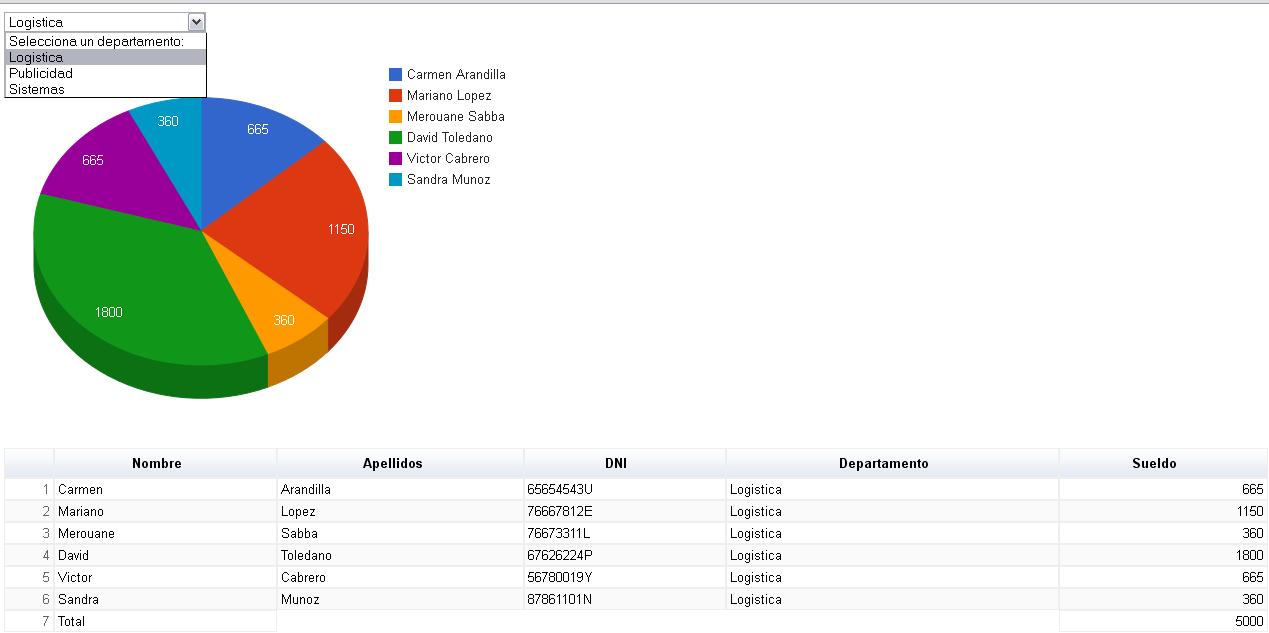 Logistica
Selecciona un departamento:
Logistica
Publicidad
Sistemas
Carmen Arandilla
Mariano Lopez
Merouane Sabba
David Toledano
Victor Cabrero
Sandra Munoz
360
665
665
1150
1800
360
Nombre Apellidos DNI Departamento Sueldo
1 Carmen Arandilla 65654543U Logistica 665
2 Mariano Lopez 76667812E Logistica 1150
3 Merouane Sabba 76673311L Logistica 360
4 David Toledano 67626224P Logistica 1800
5 Victor Cabrero 56780019Y Logistica 665
6 Sandra Munoz 87861101N Logistica 360
7 Total 5000